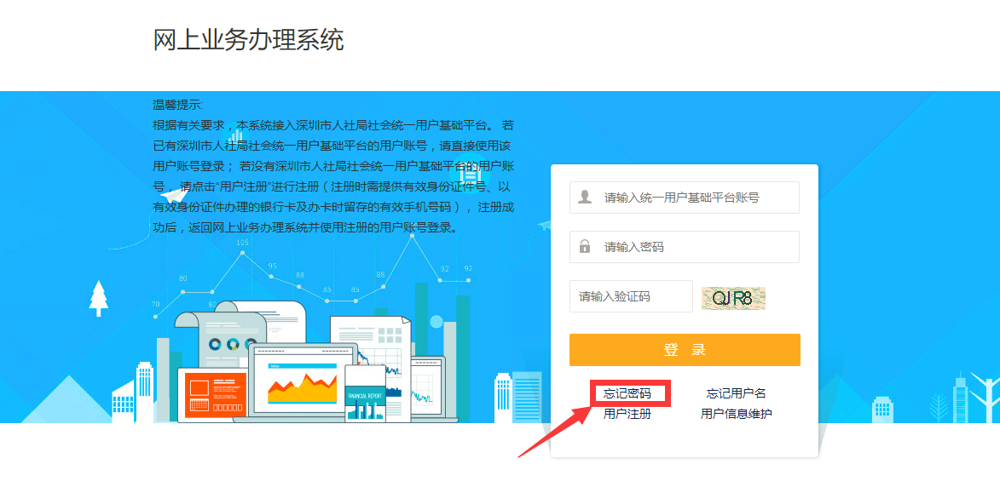 网上业务办理系统
温馨提示:
根据有关要求，本系统接入深圳市人社局社会统一用户基础平台。 若
已有深圳市人社局社会统一用户基础平台的用户账号，请直接使用该
用户账号登录； 若没有深圳市人社局社会统一用户基础平台的用户账
号， 请点击“用户注册”进行注册（注册时需提供有效身份证件号、以
有效身份证件办理的银行卡及办卡时留存的有效手机号码）， 注册成
功后，返回网上业务办理系统并使用注册的用户账号登录。
请输入统一用户基础平台账号
请输入密码
请输入验证码
QJR8
登 录
忘记密码
忘记用户名
用户注册
用户信息维护
105
95
92
92
80
88
88
85
85
70
80
FINANCIAL REPORT